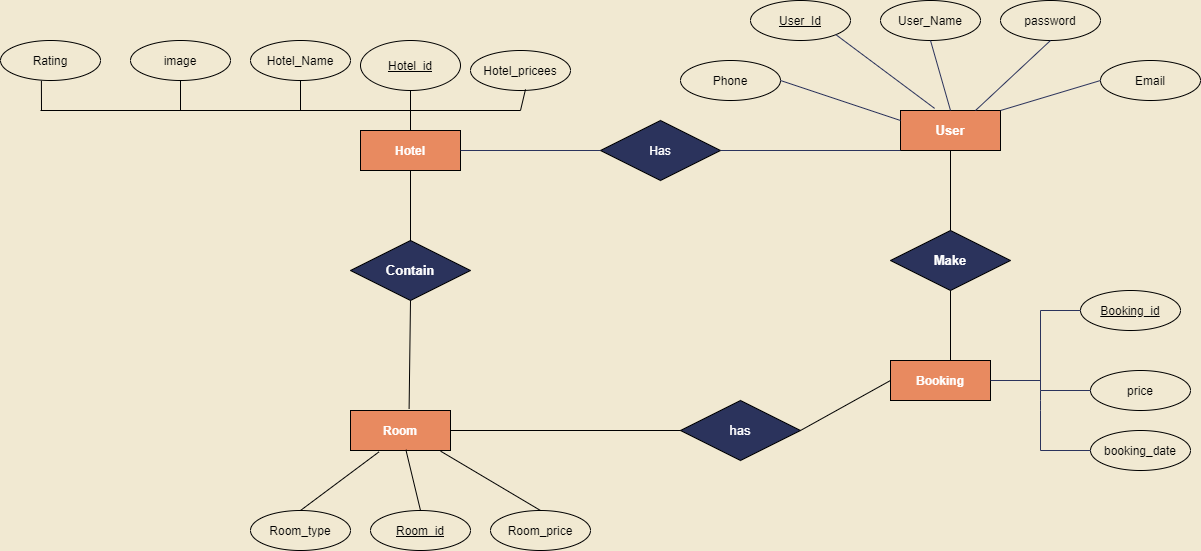 User_Id
User_Name
password
Rating
image
Hotel_Name
Hotel_id
Hotel_pricees
Phone
Email
User
Hotel
Has
Make
Contain
Booking_id
Booking
price
Room
has
booking_date
Room_type
Room_id
Room_price